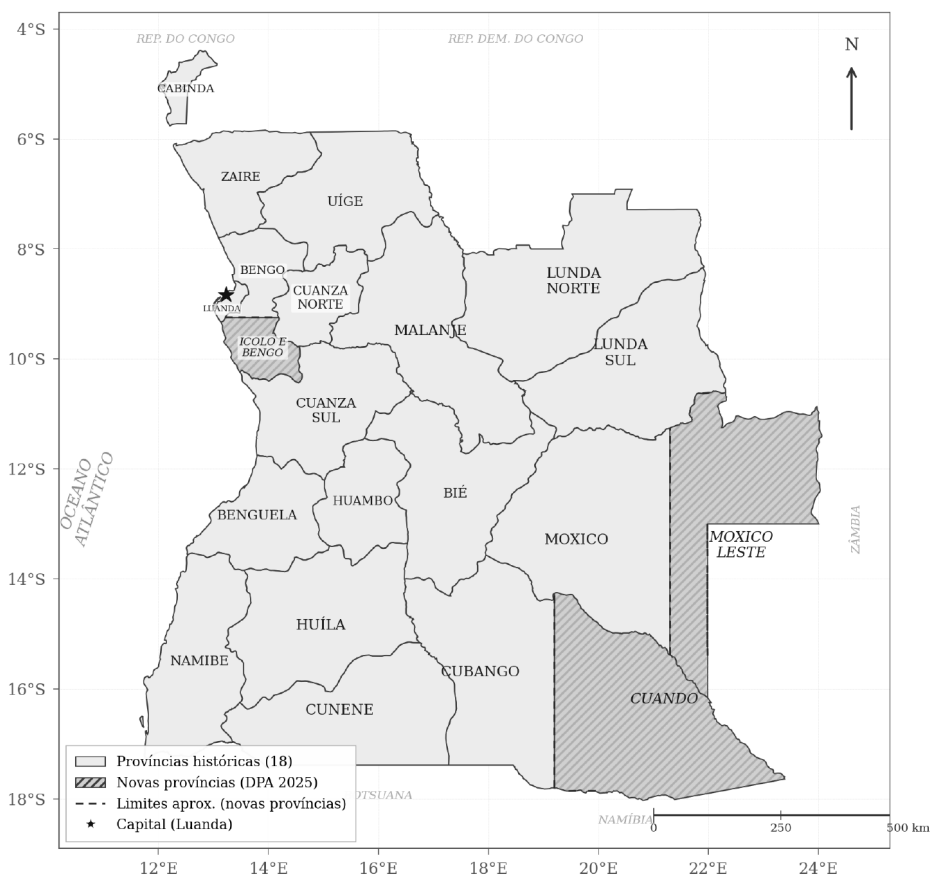 4°S
REP. DO CONGO
REP. DEM. DO CONGO
N
CABINDA
6°S
ZAIRE
UÍGE
8°S
BENGO
LUNDA
NORTE
CUANZA
NORTE
LUANDA
MALANJE
ICOLO E
BENGO
LUNDA
SUL
10°S
CUANZA
SUL
12°S
OCEANO
ATLÂNTICO
BENGUELA
HUAMBO
BIÉ
MOXICO
MOXICO
LESTE
ZÂMBIA
14°S
HUÍLA
NAMIBE
CUBANGO
16°S
CUNENE
CUANDO
Províncias históricas (18)
Novas províncias (DPA 2025)
Limites aprox. (novas províncias)
Capital (Luanda)
OTSUANA
18°S
NAMÍBIA
0
250
500 km
12°E
14°E
16°E
18°E
20°E
22°E
24°E